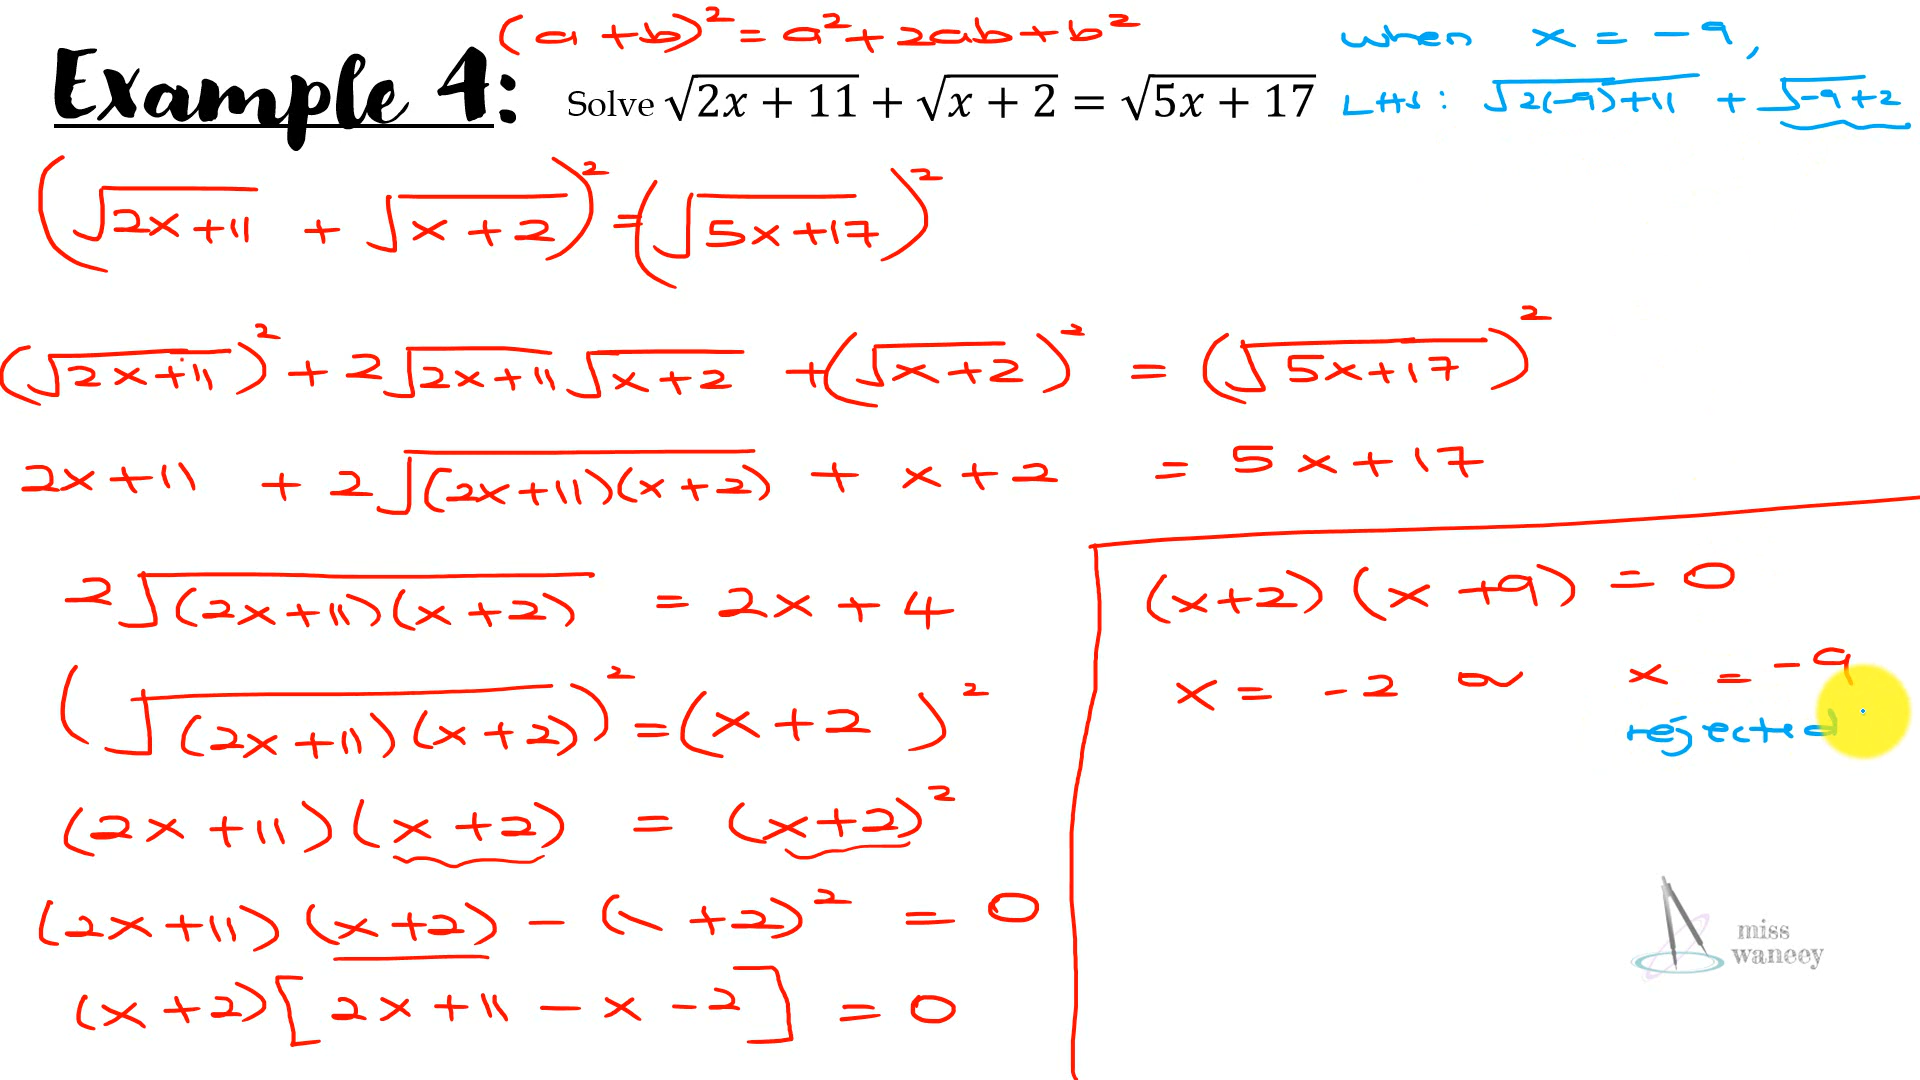 (a + b)² = a² + 2ab + b²
Example 4: Solve √(2x + 11) + √(x + 2) = √(5x + 17)
when x = -9,
LHS: √(2(-9)+11) + √(-9+2)
(√(2x+11) + √(x+2))² = (√(5x+17))²
(√(2x+11))² + 2√(2x+11)√(x+2) + (√(x+2))² = (√(5x+17))²
2x+11 + 2√((2x+11)(x+2)) + x+2 = 5x+17
2√((2x+11)(x+2)) = 2x+4
(√((2x+11)(x+2)))² = (x+2)²
(2x+11)(x+2) = (x+2)²
(2x+11)(x+2) - (x+2)² = 0
(x+2)[2x+11-x-2] = 0
(x+2)(x+9) = 0
x = -2 or x = -9
rejected
miss
waneey